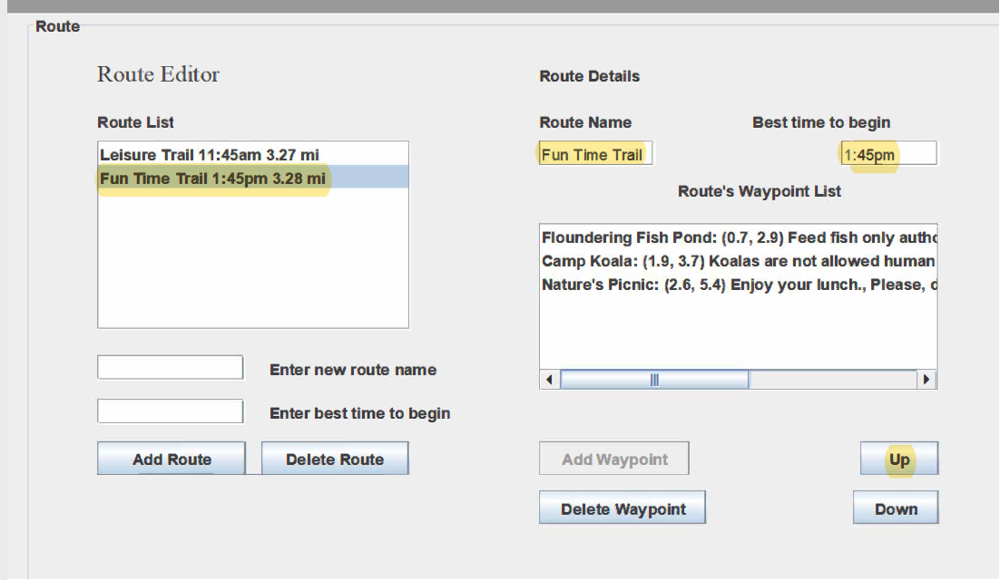 Route
Route Editor
Route List
Leisure Trail 11:45am 3.27 mi
Fun Time Trail 1:45pm 3.28 mi
Enter new route name
Enter best time to begin
Add Route
Delete Route
Route Details
Route Name
Best time to begin
Fun Time Trail
1:45pm
Route's Waypoint List
Floundering Fish Pond: (0.7, 2.9) Feed fish only
Camp Koala: (1.9, 3.7) Koalas are not allowed human
Nature's Picnic: (2.6, 5.4) Enjoy your lunch., Please,
Add Waypoint
Up
Delete Waypoint
Down